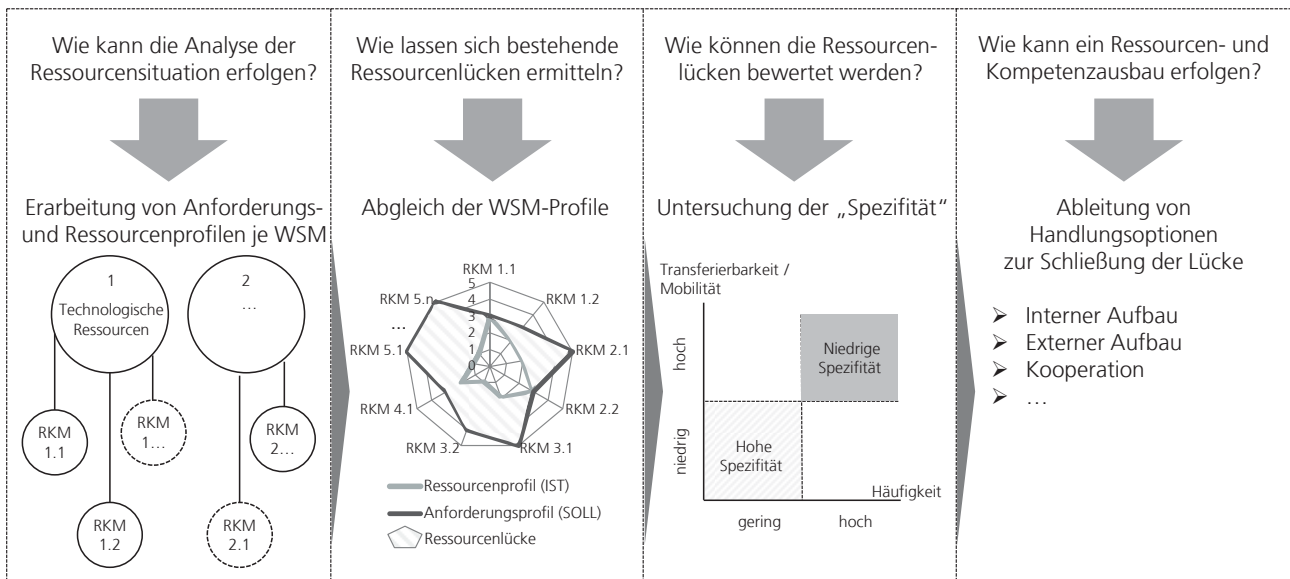 Wie kann die Analyse der
Ressourcensituation erfolgen?
Erarbeitung von Anforderungs-
und Ressourcenprofilen je WSM
1
Technologische
Ressourcen
2
…
RKM
1.1
RKM
1…
RKM
2…
RKM
1.2
RKM
2.1
Wie lassen sich bestehende
Ressourcenlücken ermitteln?
Abgleich der WSM-Profile
RKM 1.1
RKM 1.2
RKM 2.1
RKM 2.2
RKM 3.1
RKM 3.2
RKM 4.1
RKM 5.1
…
RKM 5.n
5
4
3
2
1
0
Ressourcenprofil (IST)
Anforderungsprofil (SOLL)
Ressourcenlücke
Wie können die Ressourcen-
lücken bewertet werden?
Untersuchung der „Spezifität“
Transferierbarkeit /
Mobilität
hoch
niedrig
Niedrige
Spezifität
Hohe
Spezifität
Häufigkeit
gering
hoch
Wie kann ein Ressourcen- und
Kompetenzausbau erfolgen?
Ableitung von
Handlungsoptionen
zur Schließung der Lücke
➢ Interner Aufbau
➢ Externer Aufbau
➢ Kooperation
➢ …